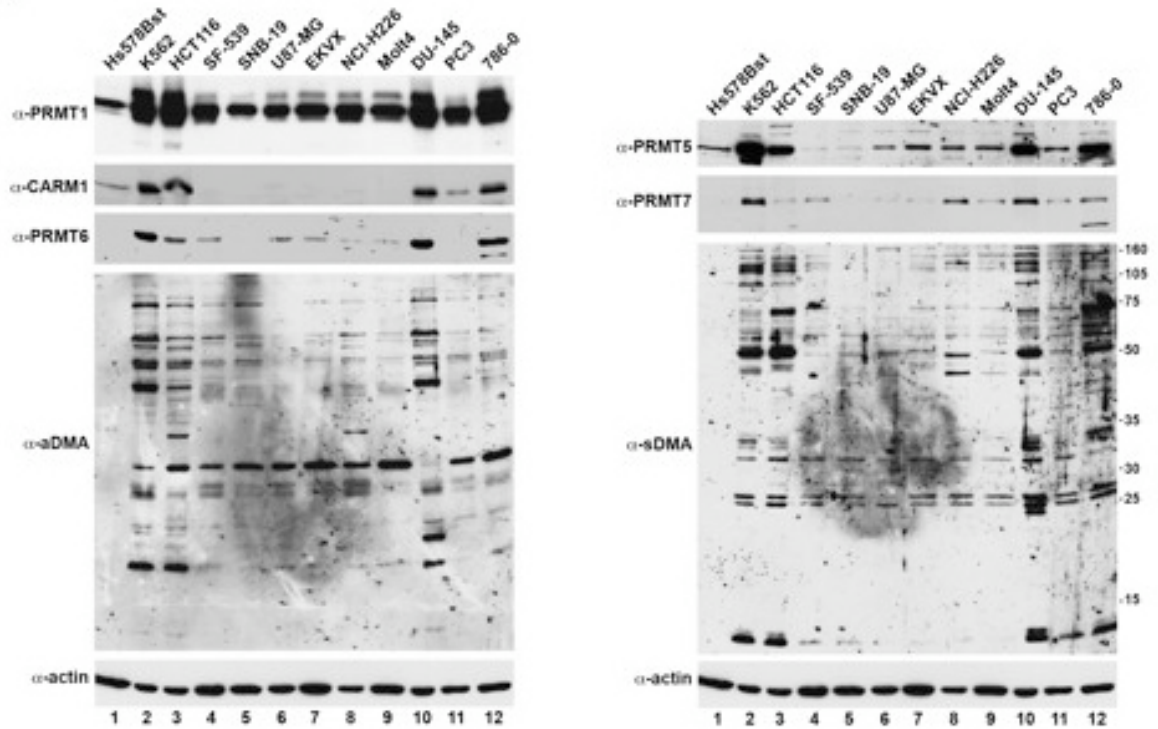 Hs578Bst K562 HCT116 SF-539 SNB-19 U87-MG EKVX NCI-H226 Molt4 DU-145 PC3 786-0
α-PRMT1
α-CARM1
α-PRMT6
α-aDMA
α-actin
1 2 3 4 5 6 7 8 9 10 11 12
Hs578Bst K562 HCT116 SF-539 SNB-19 U87-MG EKVX NCI-H226 Molt4 DU-145 PC3 786-0
α-PRMT5
α-PRMT7
-160
-105
-75
-50
-35
α-sDMA
-30
-25
-15
α-actin
1 2 3 4 5 6 7 8 9 10 11 12